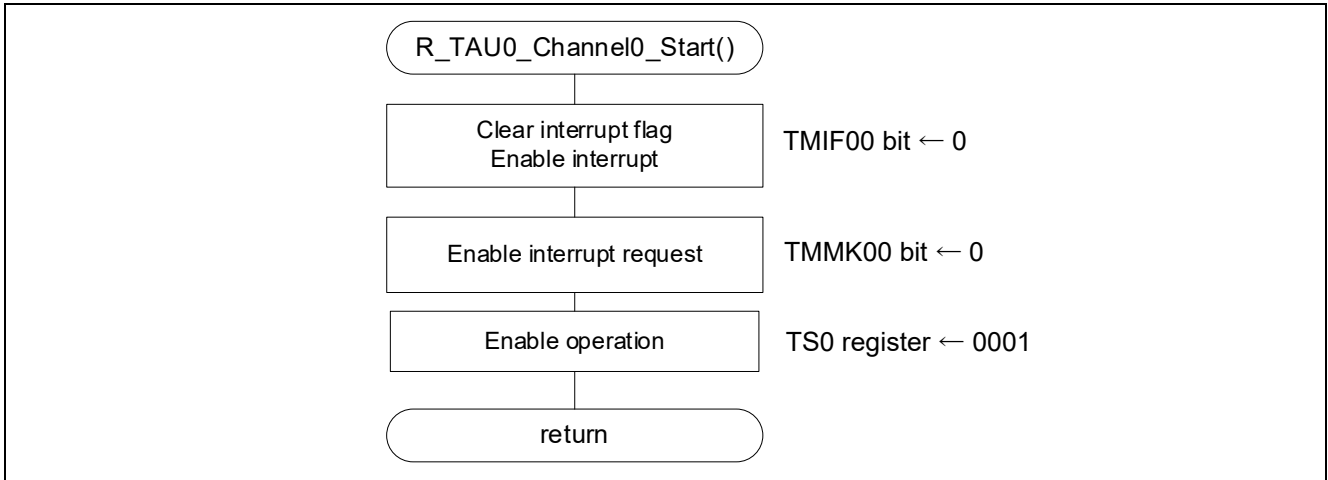 R_TAU0_Channel0_Start()
Clear interrupt flag
Enable interrupt
TMIF00 bit ← 0
Enable interrupt request
TMMK00 bit ← 0
Enable operation
TS0 register ← 0001
return